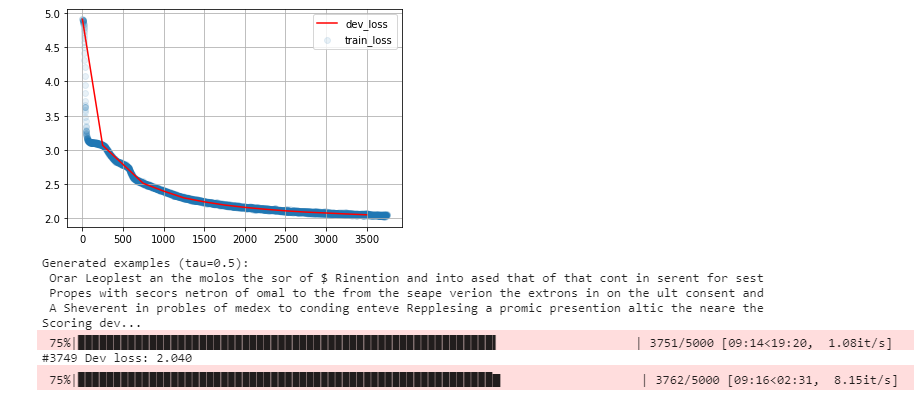 5.0
4.5
4.0
3.5
3.0
2.5
2.0
dev_loss
train_loss
0 500 1000 1500 2000 2500 3000 3500
Generated examples (tau=0.5):
Orar Leoplest an the molos the sor of $ Rinention and into ased that of that cont in serent for sest
Propes with secors netron of omal to the from the seape verion the extrons in on the ult consent and
A Sheverent in probles of medex to conding enteve Repplesing a promic presention altic the neare the
Scoring dev...
75%| | 3751/5000 [09:14<19:20, 1.08it/s]
#3749 Dev loss: 2.040
75%| | 3762/5000 [09:16<02:31, 8.15it/s]